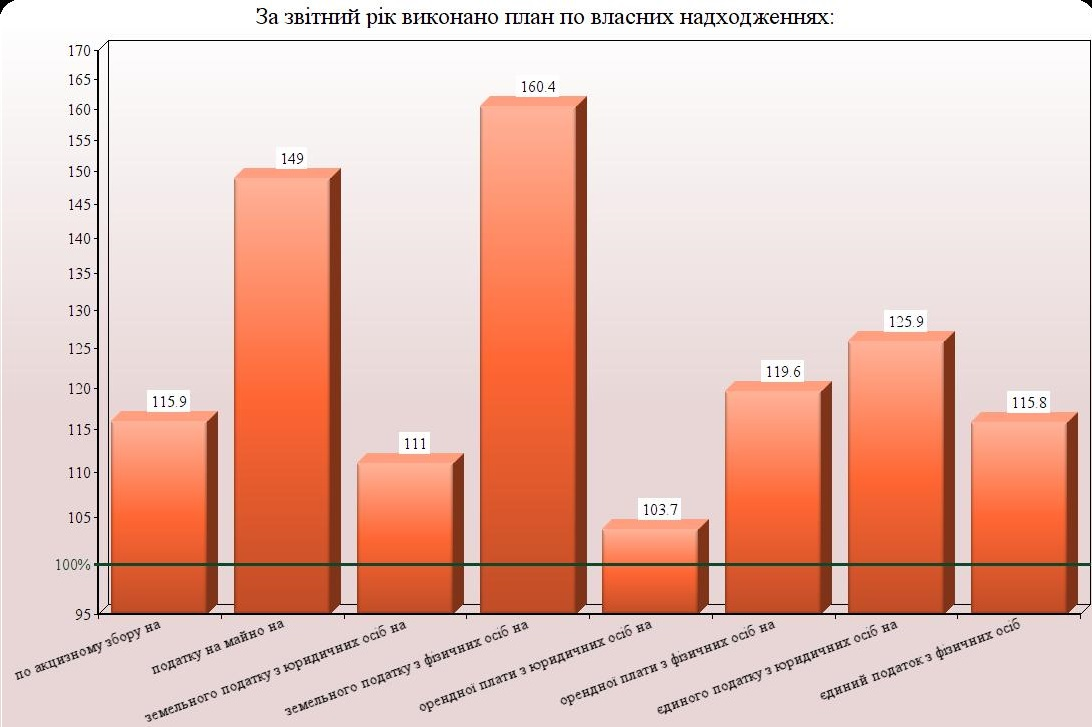 За звітний рік виконано план по власних надходженнях:
170
165
160
155
150
145
140
135
130
125
120
115
110
105
100%
95
115.9
149
111
160.4
103.7
119.6
125.9
115.8
по акцизному збору на
податку на майно на
земельного податку з юридичних осіб на
земельного податку з фізичних осіб на
орендної плати з юридичних осіб на
орендної плати з фізичних осіб на
єдиного податку з юридичних осіб на
єдиний податок з фізичних осіб